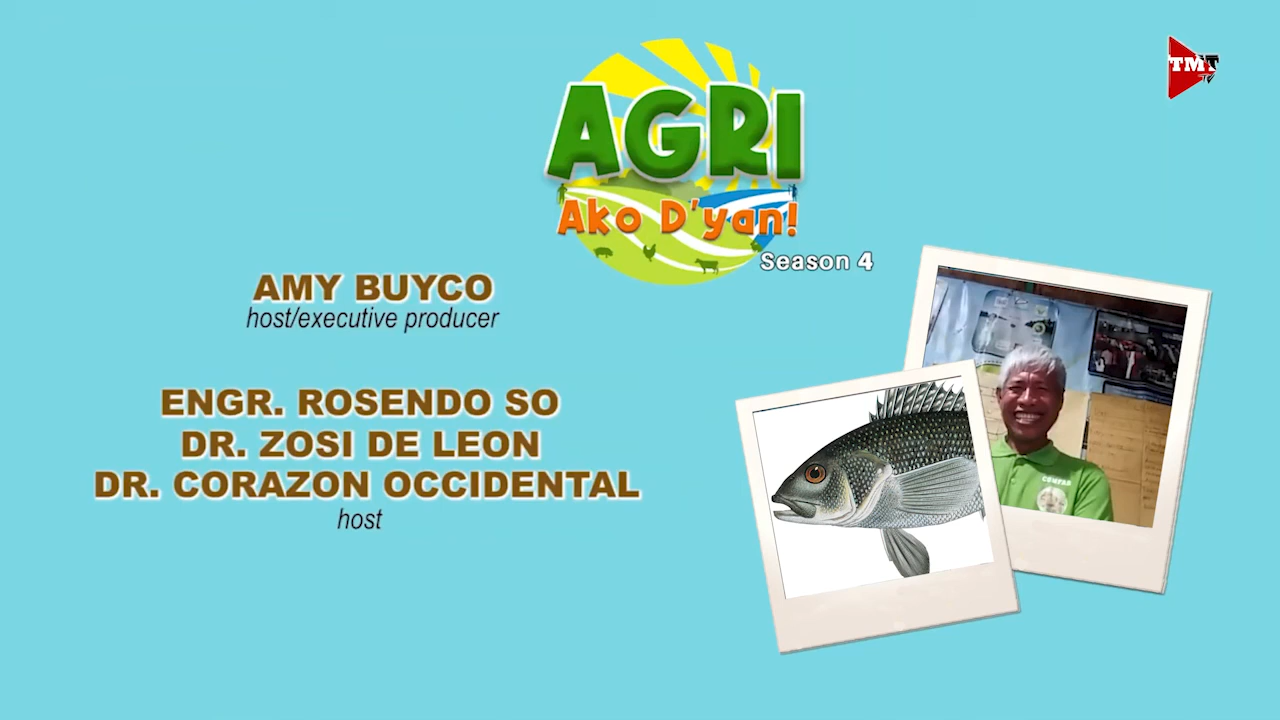 TMT
TV
AGRI
Ako D'yan!
Season 4
AMY BUYCO
host/executive producer
ENGR. ROSENDO SO
DR. ZOSI DE LEON
DR. CORAZON OCCIDENTAL
host